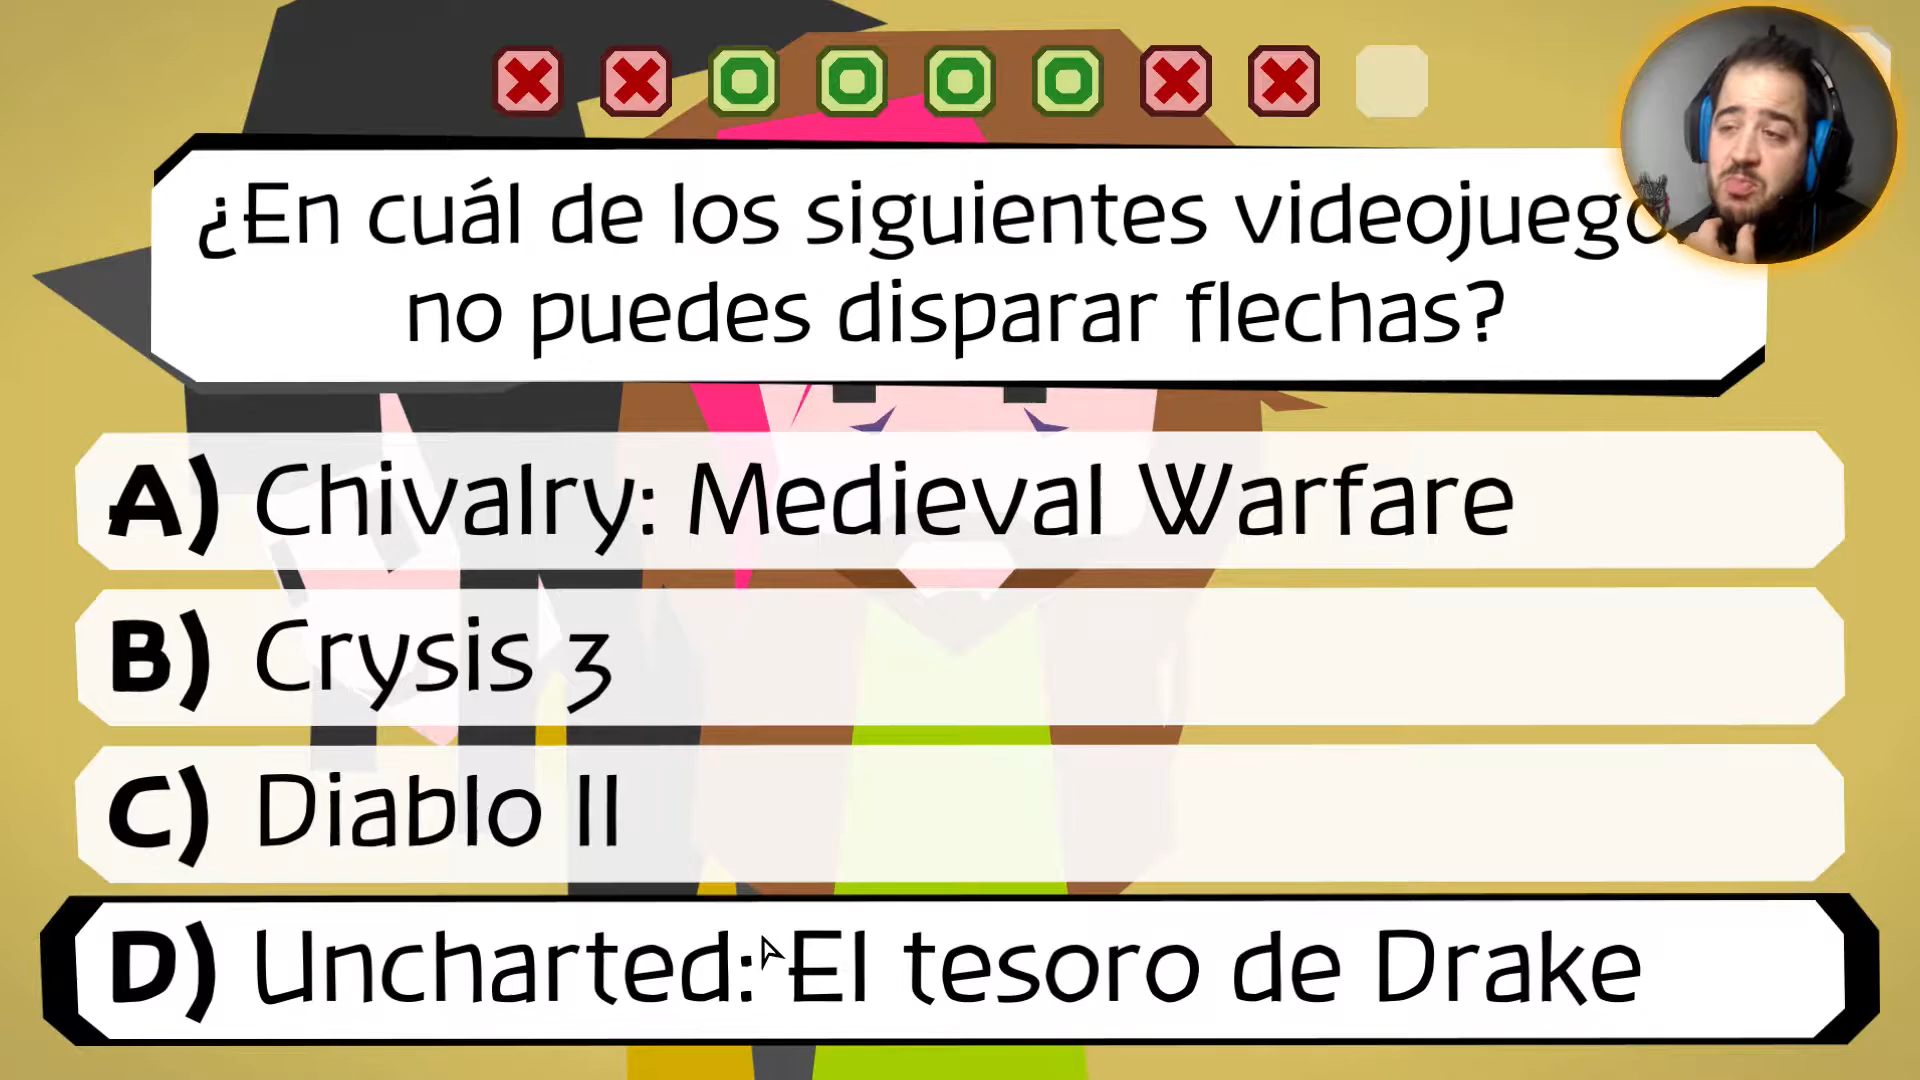 ¿En cuál de los siguientes videojuego
no puedes disparar flechas?
A) Chivalry: Medieval Warfare
B) Crysis 3
C) Diablo II
D) Uncharted: El tesoro de Drake